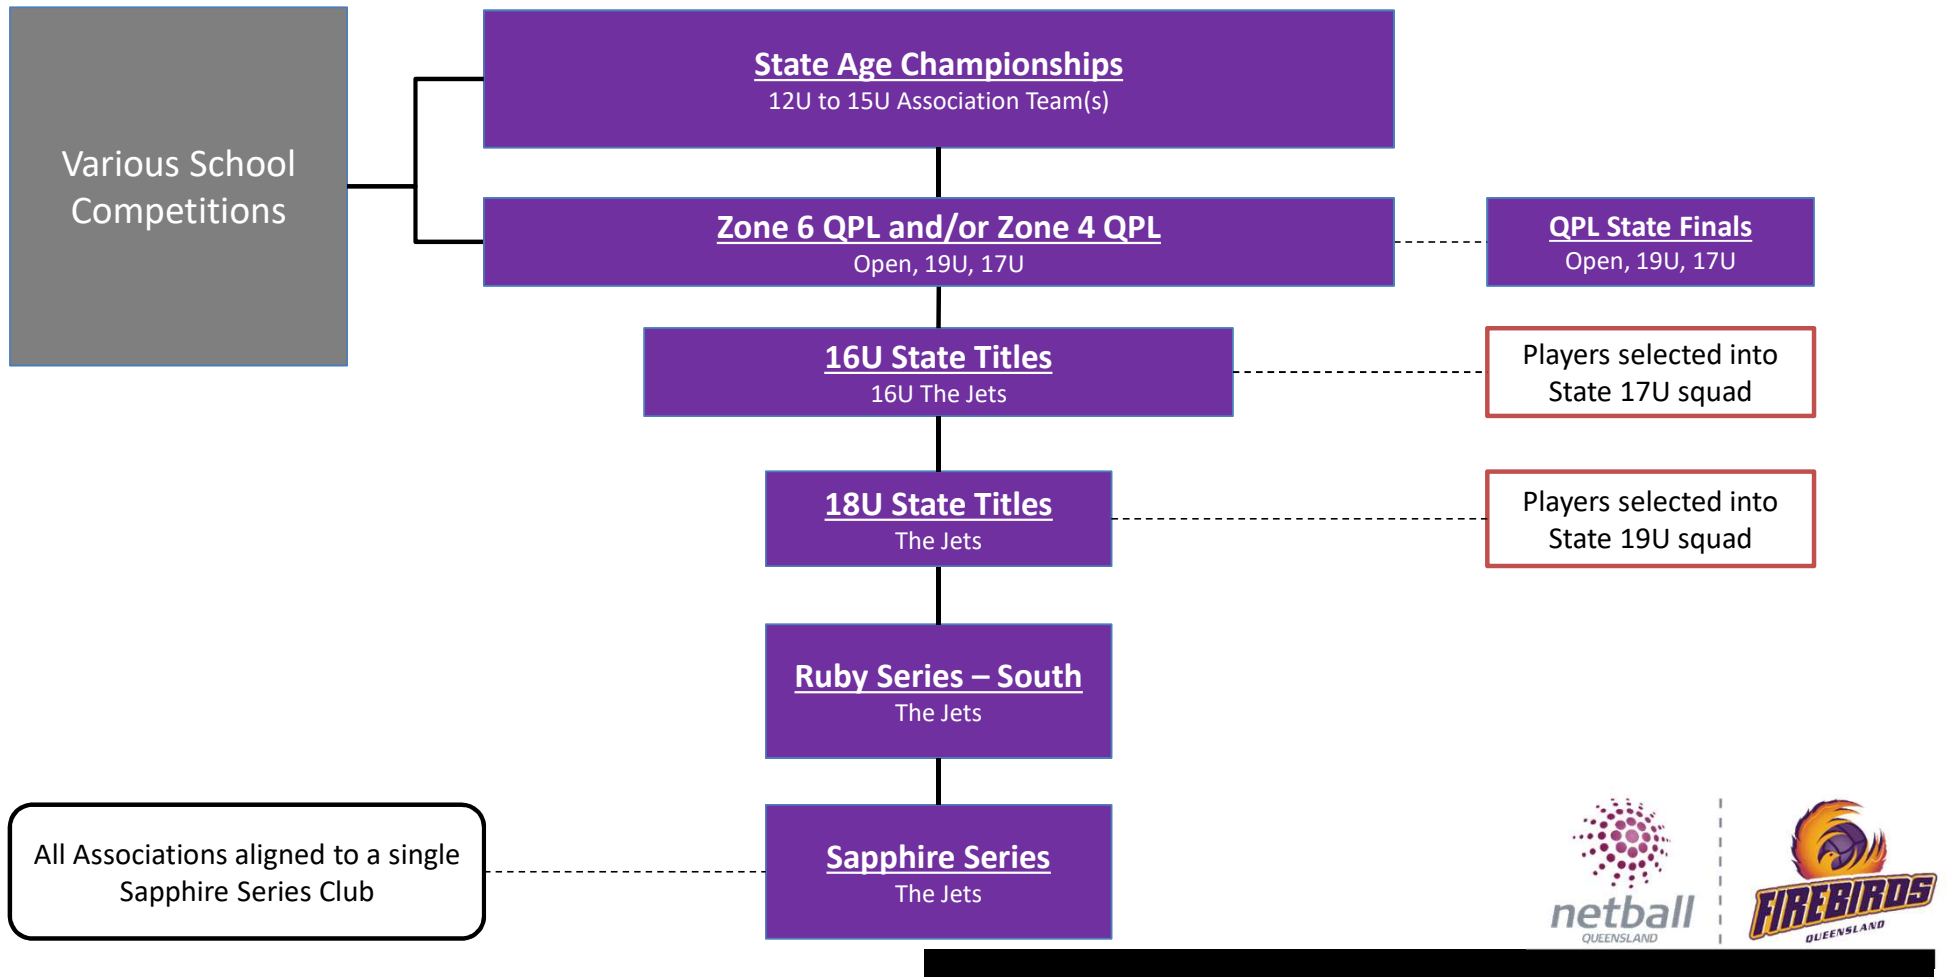 Various School
Competitions
State Age Championships
12U to 15U Association Team(s)
Zone 6 QPL and/or Zone 4 QPL
Open, 19U, 17U
QPL State Finals
Open, 19U, 17U
16U State Titles
16U The Jets
Players selected into
State 17U squad
18U State Titles
The Jets
Players selected into
State 19U squad
Ruby Series – South
The Jets
All Associations aligned to a single
Sapphire Series Club
Sapphire Series
The Jets
netball
QUEENSLAND
FIREBIRDS
QUEENSLAND